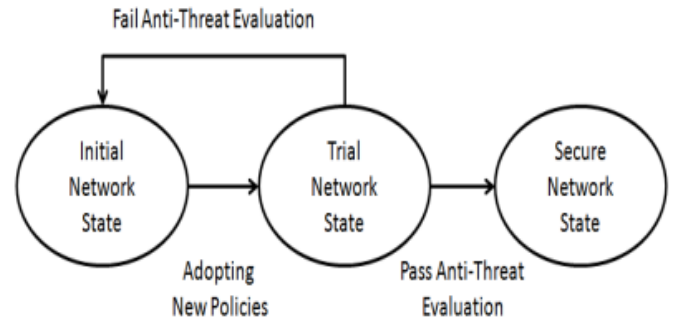 Fail Anti-Threat Evaluation
Initial
Network
State
Trial
Network
State
Secure
Network
State
Adopting
New Policies
Pass Anti-Threat
Evaluation